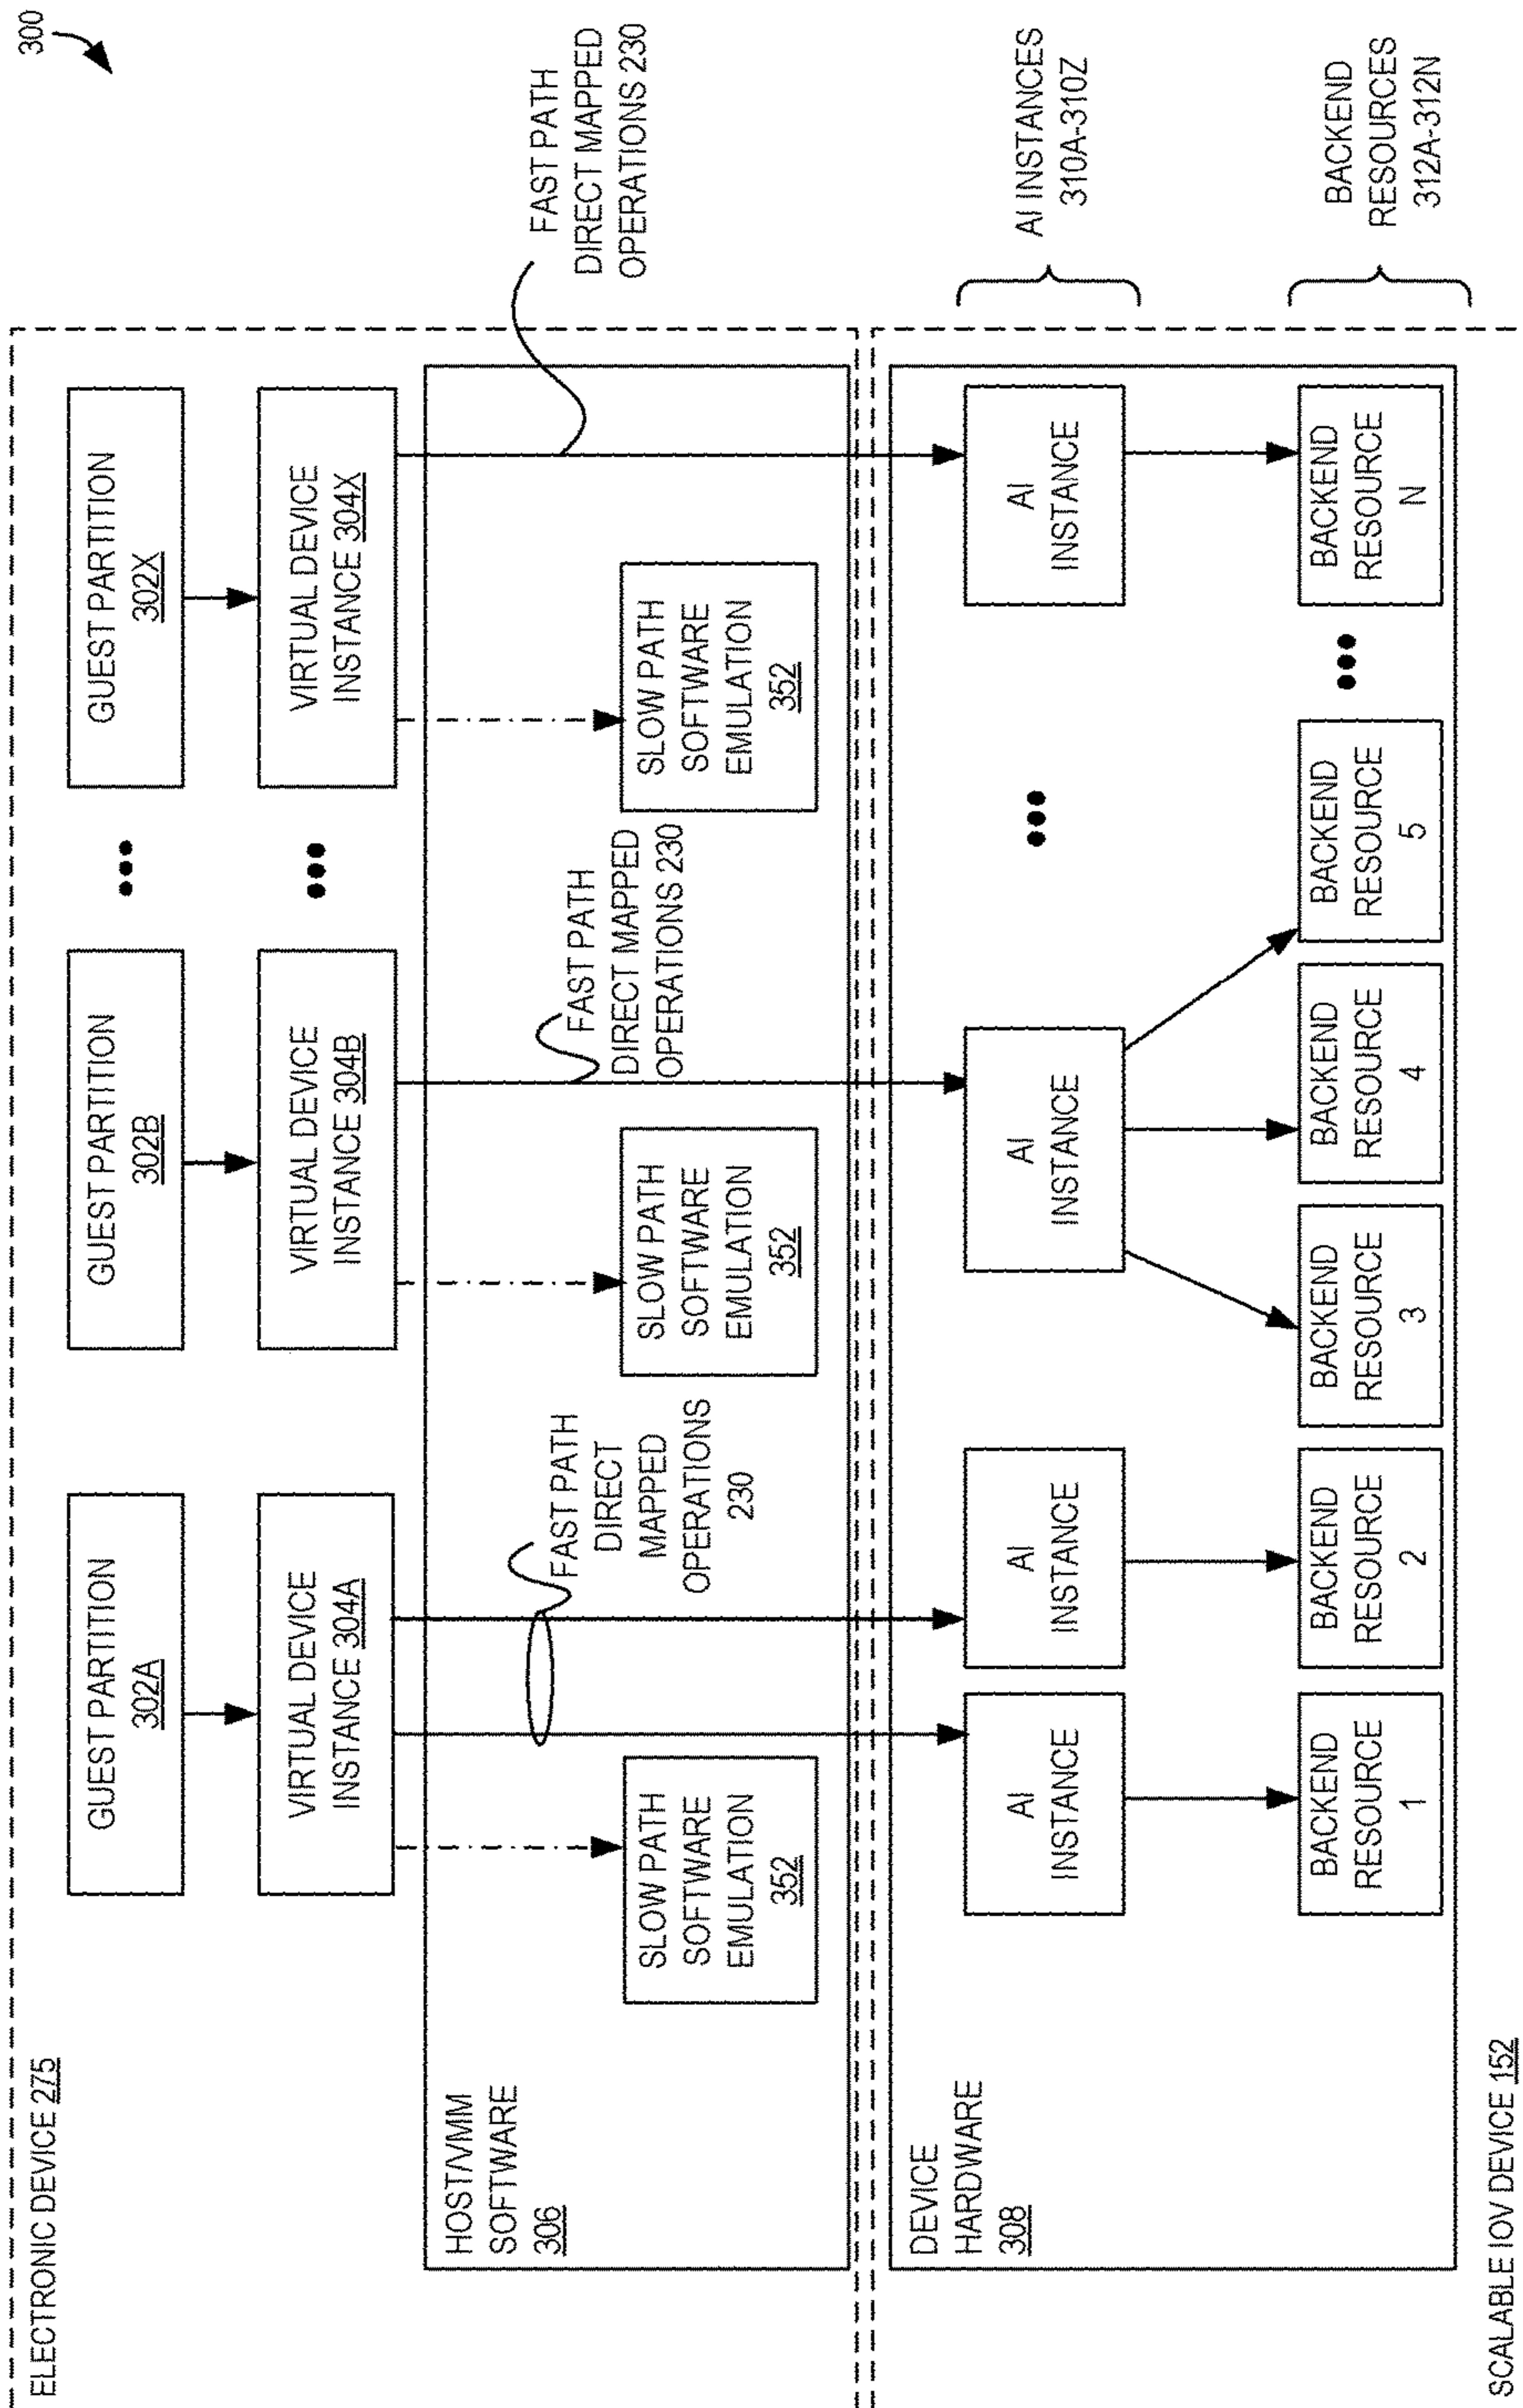 300
ELECTRONIC DEVICE 275
GUEST PARTITION
302A
GUEST PARTITION
302B
•••
GUEST PARTITION
302X
VIRTUAL DEVICE
INSTANCE 304A
VIRTUAL DEVICE
INSTANCE 304B
•••
VIRTUAL DEVICE
INSTANCE 304X
HOST/VMM
SOFTWARE
306
SLOW PATH
SOFTWARE
EMULATION
352
FAST PATH
DIRECT
MAPPED
OPERATIONS
230
SLOW PATH
SOFTWARE
EMULATION
352
FAST PATH
DIRECT MAPPED
OPERATIONS 230
SLOW PATH
SOFTWARE
EMULATION
352
FAST PATH
DIRECT MAPPED
OPERATIONS 230
DEVICE
HARDWARE
308
AI
INSTANCE
AI
INSTANCE
AI
INSTANCE
•••
AI
INSTANCE
AI INSTANCES
310A-310Z
BACKEND
RESOURCE
1
BACKEND
RESOURCE
2
BACKEND
RESOURCE
3
BACKEND
RESOURCE
4
BACKEND
RESOURCE
5
•••
BACKEND
RESOURCE
N
BACKEND
RESOURCES
312A-312N
SCALABLE IOV DEVICE 152